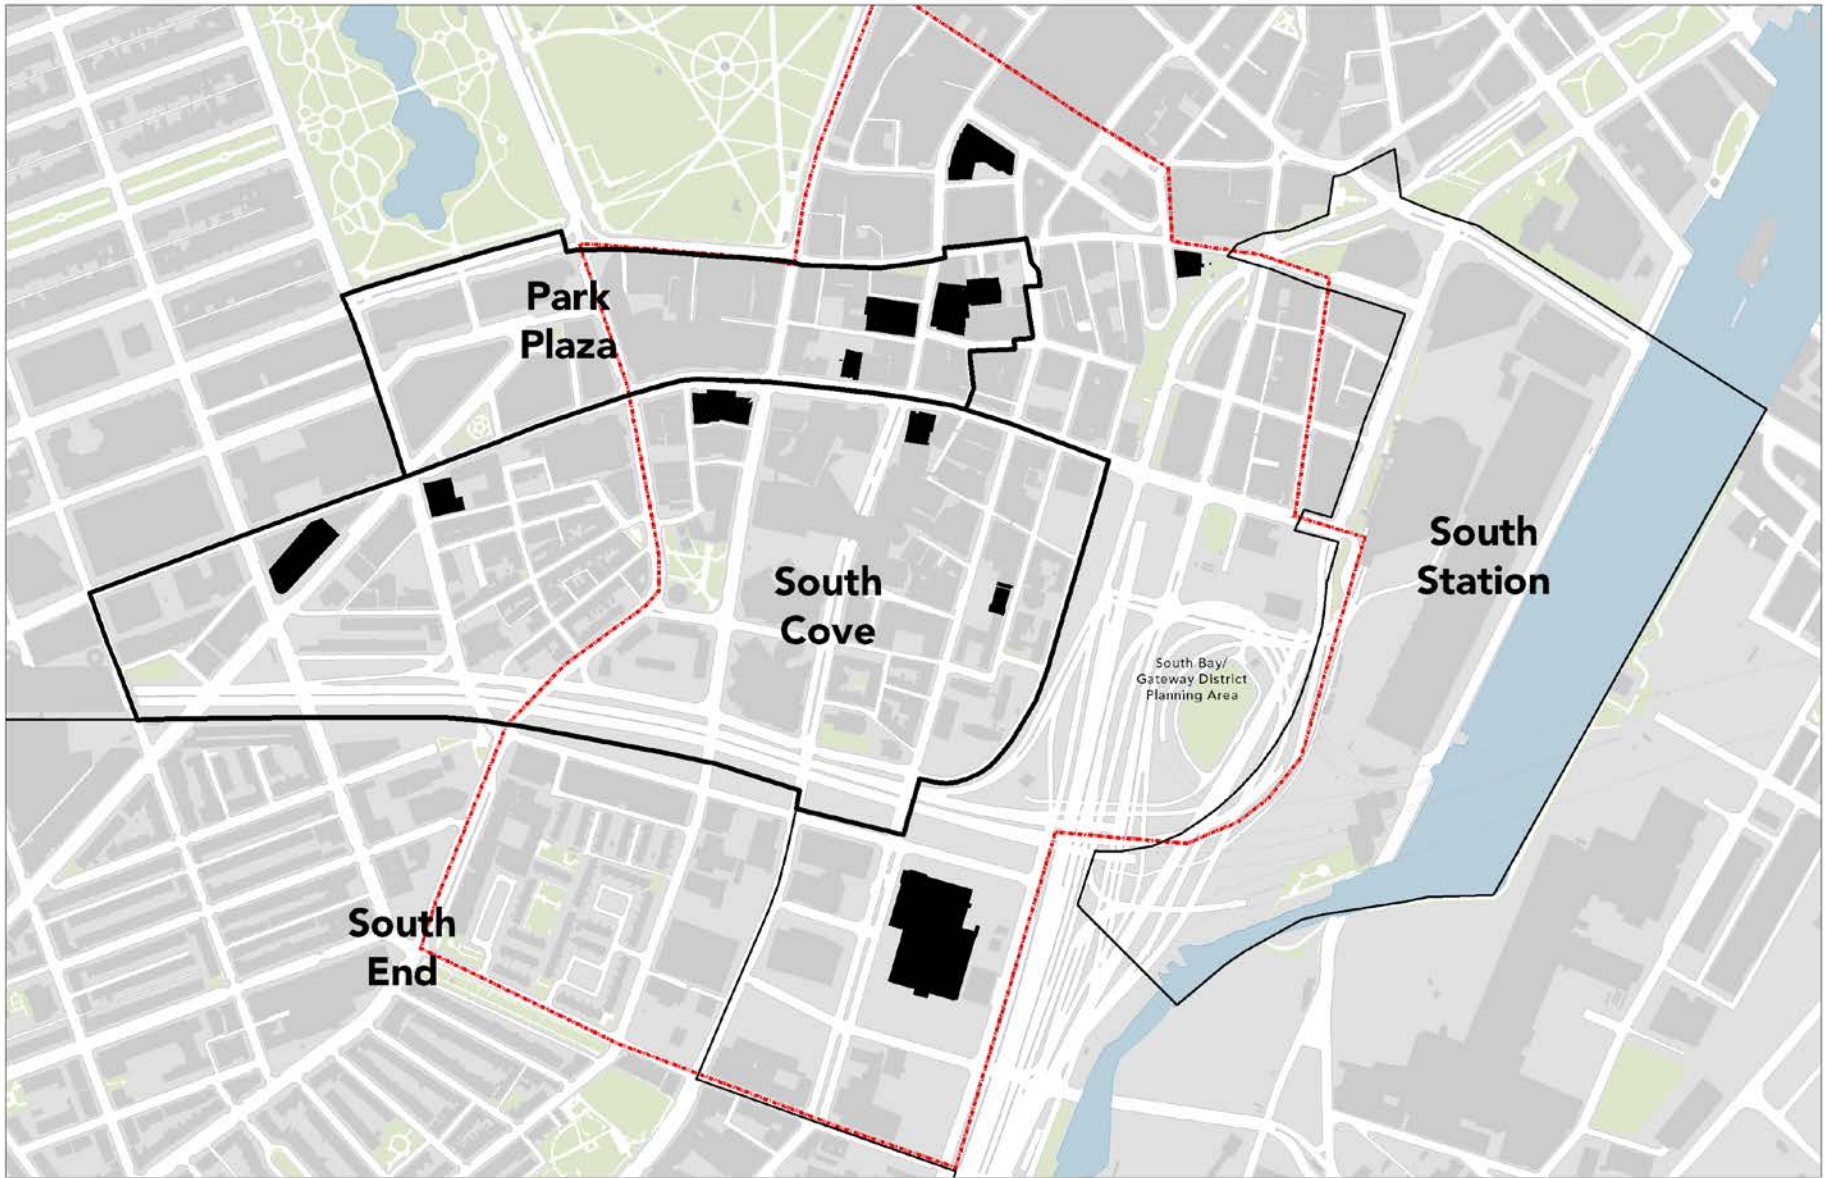 Park
Plaza
South
Station
South
Cove
South Bay/
Gateway District
Planning Area
South
End